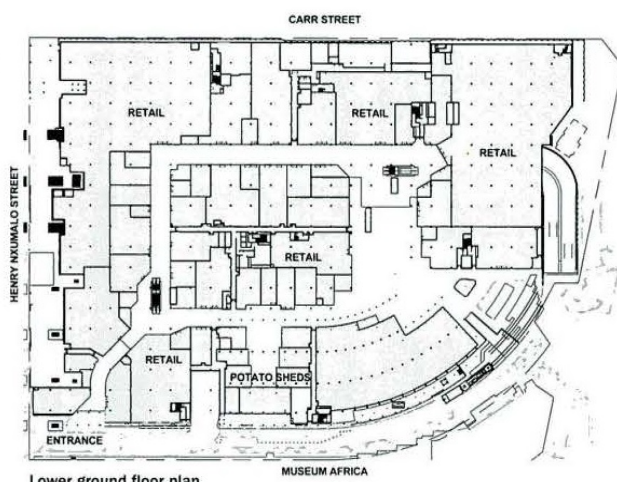 CARR STREET
RETAIL
RETAIL
RETAIL
HENRY NXUMALO STREET
RETAIL
RETAIL
POTATO SHEDS
ENTRANCE
MUSEUM AFRICA
Lower ground floor plan